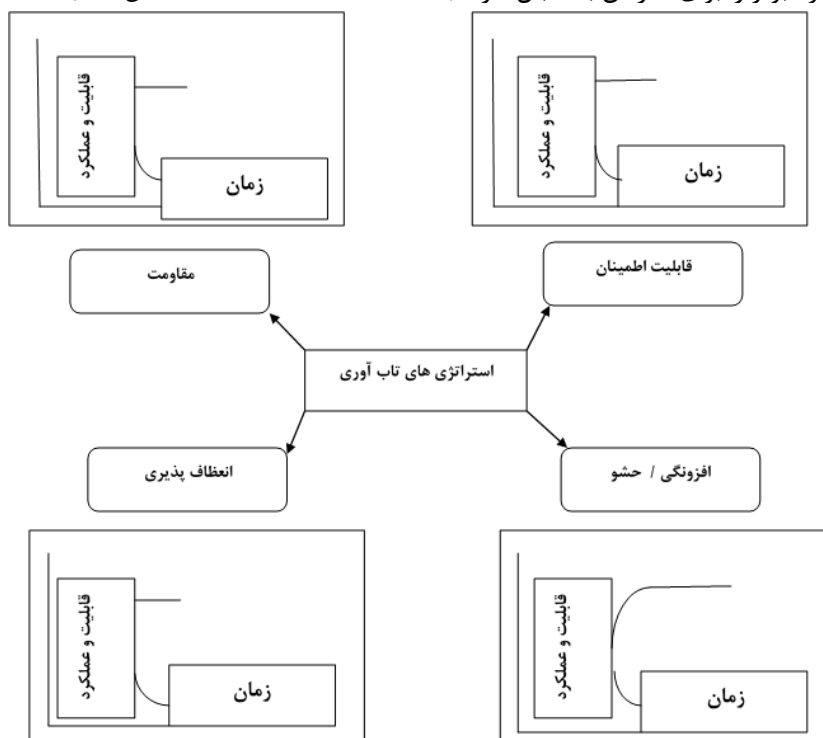 قابلیت و عملکرد
زمان
قابلیت و عملکرد
زمان
قابلیت اطمینان
مقاومت
استراتژی های تاب آوری
افزونگی / حشو
انعظاف پذیری
قابلیت و عملکرد
زمان
قابلیت و عملکرد
زمان